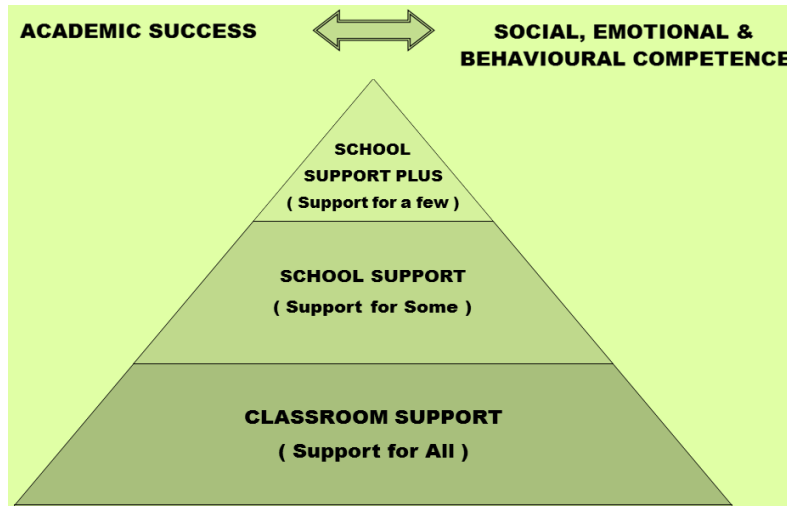 ACADEMIC SUCCESS
SOCIAL, EMOTIONAL &
BEHAVIOURAL COMPETENCE
SCHOOL
SUPPORT PLUS
( Support for a few )
SCHOOL SUPPORT
( Support for Some )
CLASSROOM SUPPORT
( Support for All )